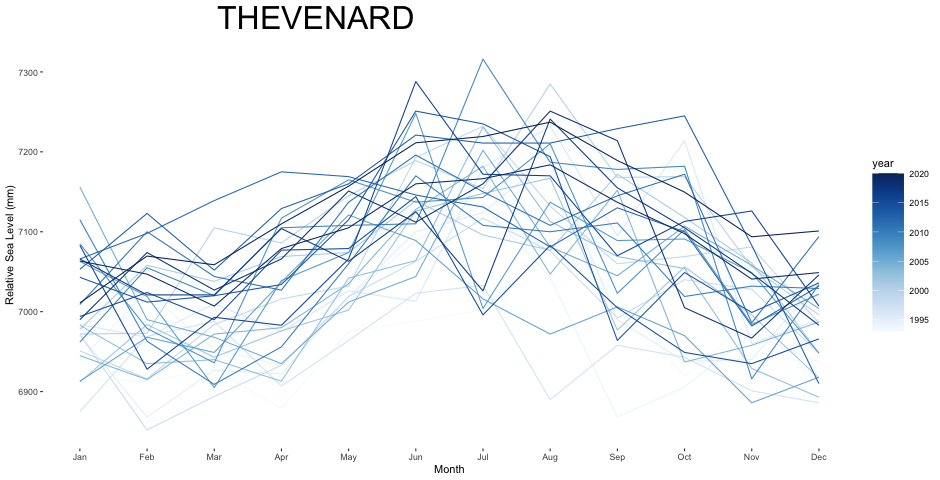 THEVENARD
Relative Sea Level (mm)
7300
7200
7100
7000
6900
Jan Feb Mar Apr May Jun Jul Aug Sep Oct Nov Dec
Month
year
2020
2015
2010
2005
2000
1995